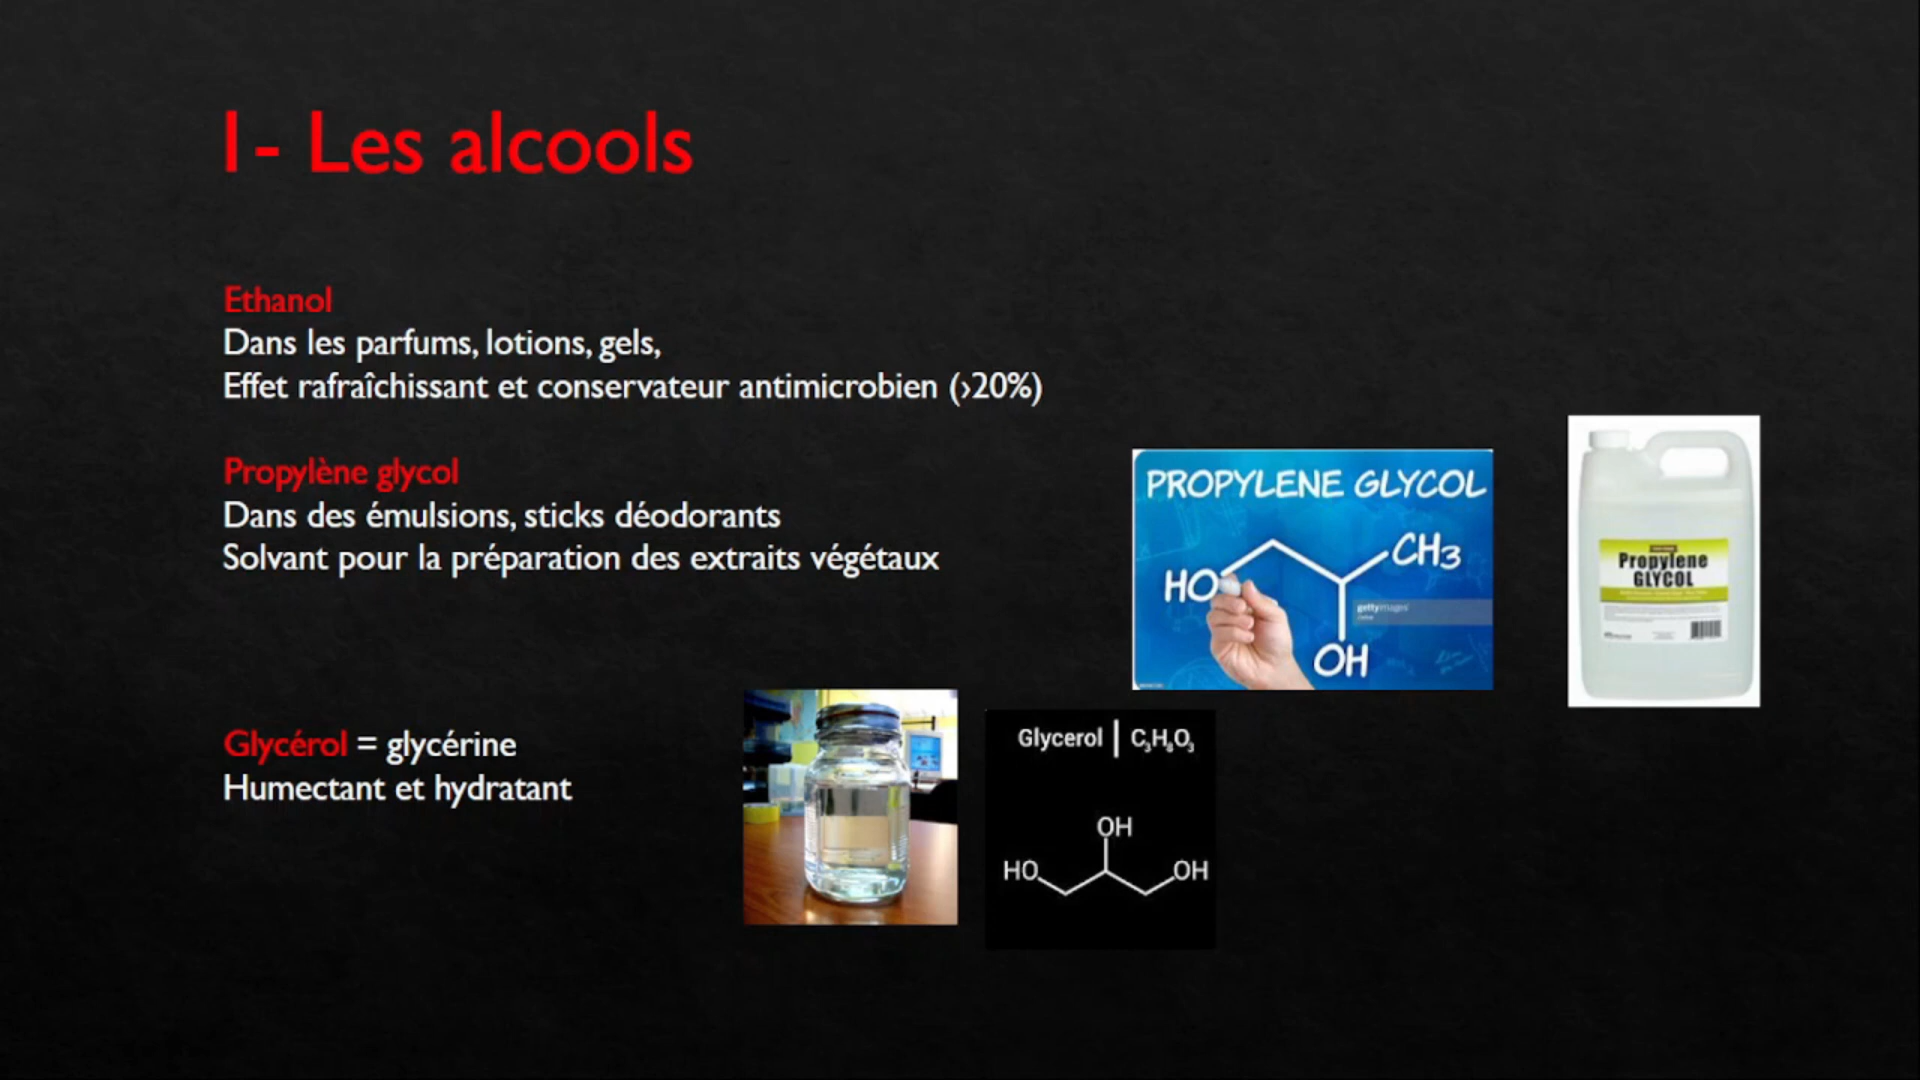 1- Les alcools
Ethanol
Dans les parfums, lotions, gels,
Effet rafraîchissant et conservateur antimicrobien (›20%)
Propylène glycol
Dans des émulsions, sticks déodorants
Solvant pour la préparation des extraits végétaux
PROPYLENE GLYCOL
CH3
HO
gettyimages
OH
Propylene
GLYCOL
Glycérol = glycérine
Humectant et hydratant
Glycerol | C₃H₈O₃
OH
HO
OH